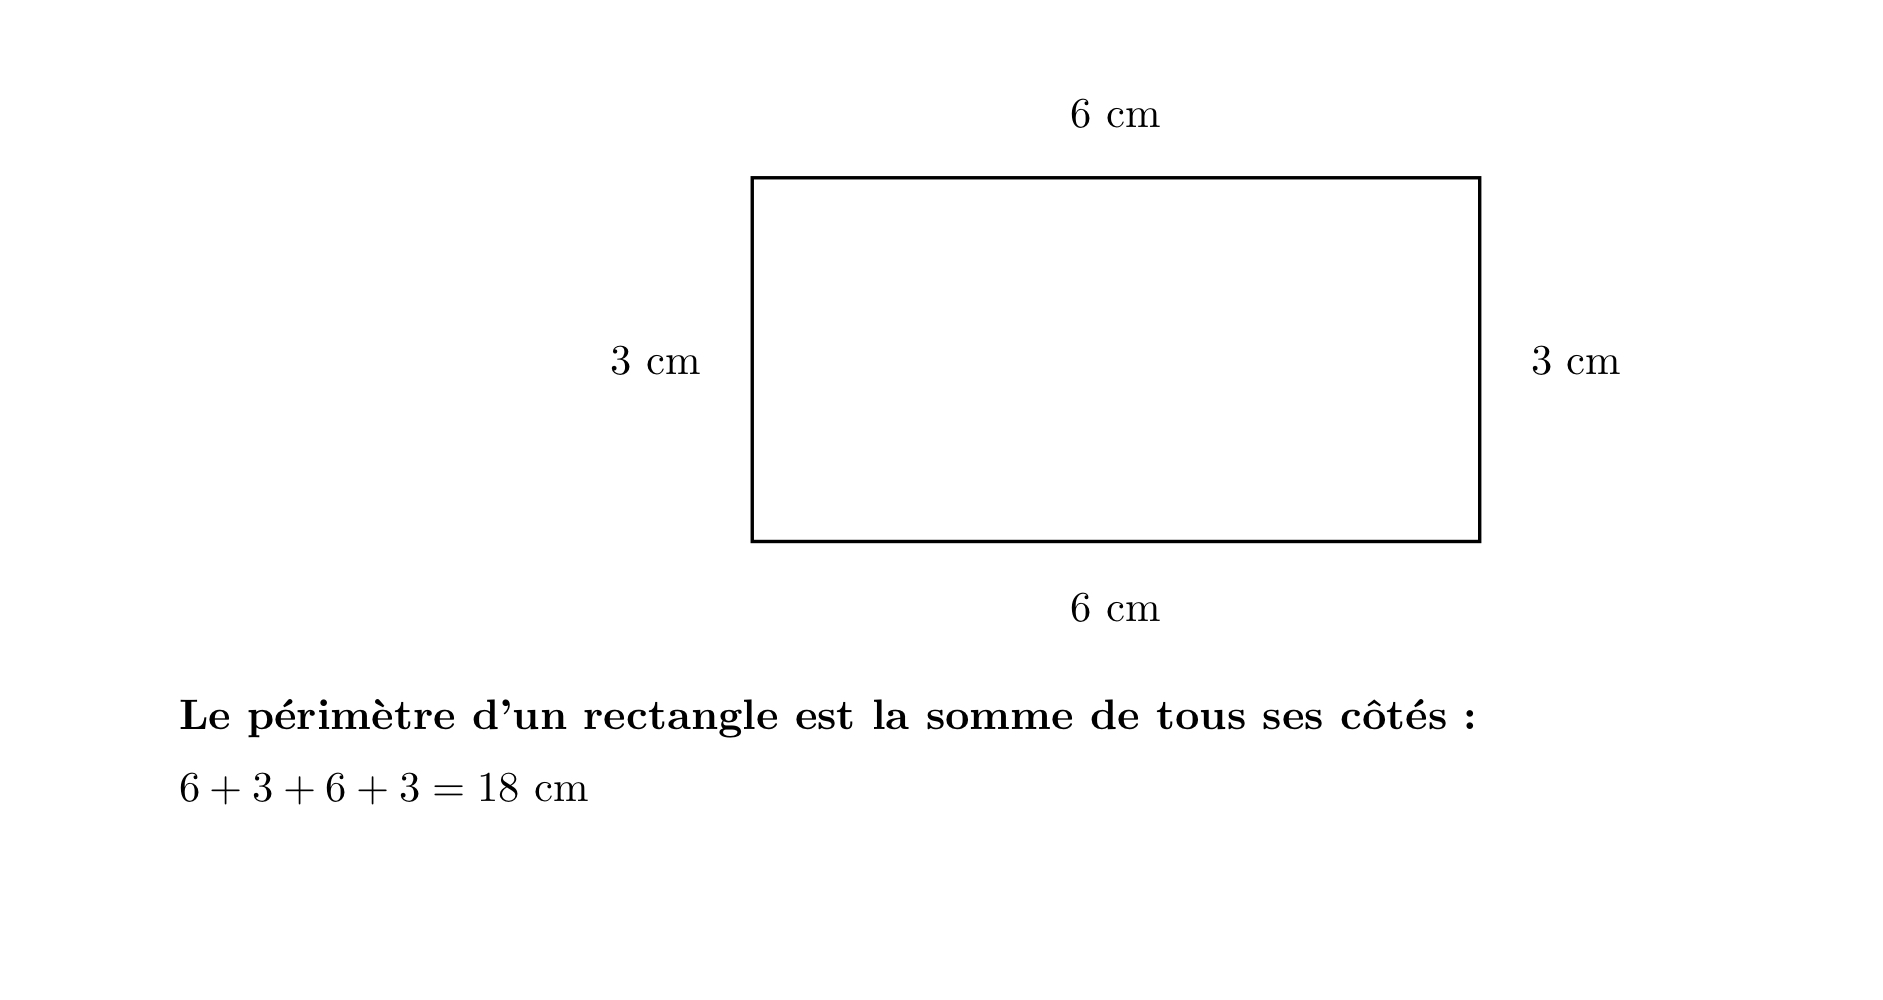 6 cm
3 cm
3 cm
6 cm
Le périmètre d'un rectangle est la somme de tous ses côtés :
6 + 3 + 6 + 3 = 18 cm